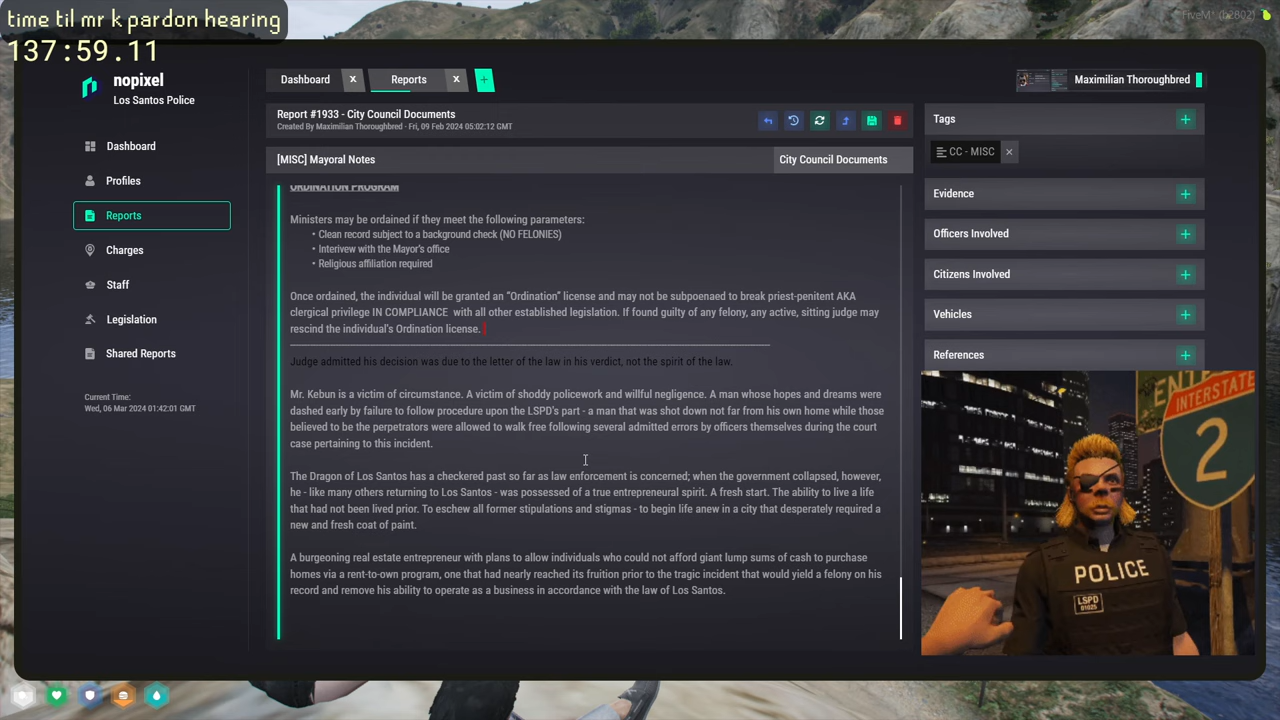 time til mr k pardon hearing
137:59.11
FiveM® (b2802)
nopixel
Los Santos Police
Dashboard
Profiles
Reports
Charges
Staff
Legislation
Shared Reports
Current Time:
Wed, 06 Mar 2024 01:42:01 GMT
Dashboard x Reports x +
Maximilian Thoroughbred
Report #1933 - City Council Documents
Created By Maximilian Thoroughbred · Fri, 09 Feb 2024 05:02:12 GMT
[MISC] Mayoral Notes
City Council Documents
ORDINATION PROGRAM
Ministers may be ordained if they meet the following parameters:
• Clean record subject to a background check (NO FELONIES)
• Interivew with the Mayor's office
• Religious affiliation required
Once ordained, the individual will be granted an "Ordination" license and may not be subpoenaed to break priest-penitent AKA
clerical privilege IN COMPLIANCE with all other established legislation. If found guilty of any felony, any active, sitting judge may
rescind the individual's Ordination license.
Judge admitted his decision was due to the letter of the law in his verdict, not the spirit of the law.
Mr. Kebun is a victim of circumstance. A victim of shoddy policework and willful negligence. A man whose hopes and dreams were
dashed early by failure to follow procedure upon the LSPD's part - a man that was shot down not far from his own home while those
believed to be the perpetrators were allowed to walk free following several admitted errors by officers themselves during the court
case pertaining to this incident.
The Dragon of Los Santos has a checkered past so far as law enforcement is concerned; when the government collapsed, however,
he - like many others returning to Los Santos - was possessed of a true entrepreneural spirit. A fresh start. The ability to live a life
that had not been lived prior. To eschew all former stipulations and stigmas - to begin life anew in a city that desperately required a
new and fresh coat of paint.
A burgeoning real estate entrepreneur with plans to allow individuals who could not afford giant lump sums of cash to purchase
homes via a rent-to-own program, one that had nearly reached its fruition prior to the tragic incident that would yield a felony on his
record and remove his ability to operate as a business in accordance with the law of Los Santos.
Tags
CC - MISC
Evidence
Officers Involved
Citizens Involved
Vehicles
References
INTERSTATE
2
POLICE
LSPD
01025